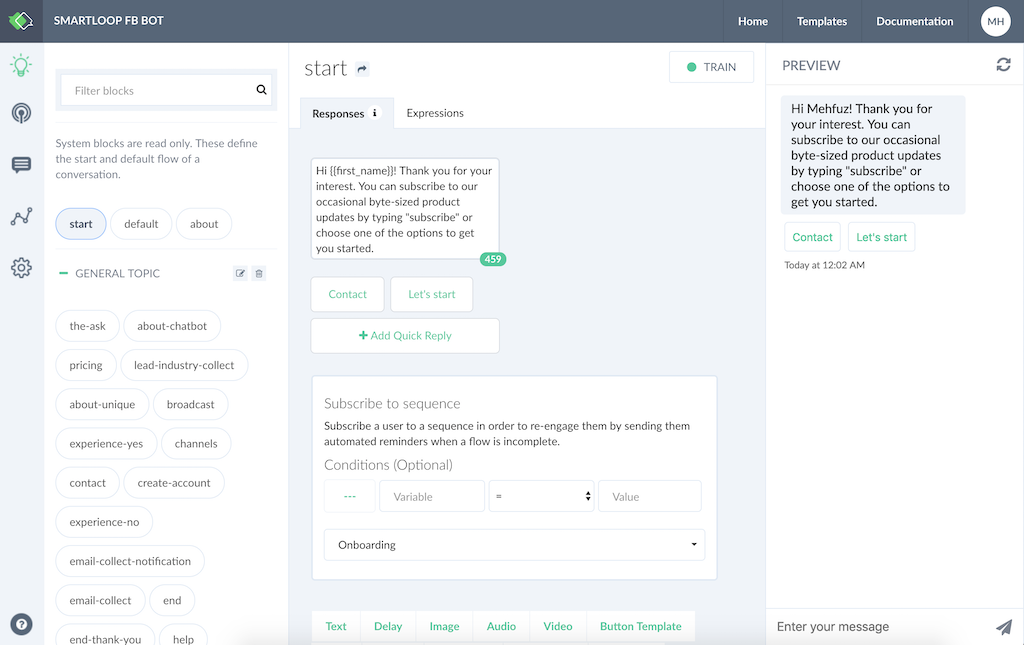 SMARTLOOP FB BOT
Home
Templates
Documentation
MH
Filter blocks
System blocks are read only. These define
the start and default flow of a
conversation.
start
default
about
GENERAL TOPIC
the-ask
about-chatbot
pricing
lead-industry-collect
about-unique
broadcast
experience-yes
channels
contact
create-account
experience-no
email-collect-notification
email-collect
end
end-thank-you
help
?
start
TRAIN
Responses i
Expressions
Hi {{first_name}}! Thank you for your
interest. You can subscribe to our
occasional byte-sized product
updates by typing "subscribe" or
choose one of the options to get
you started.
459
Contact
Let's start
+ Add Quick Reply
Subscribe to sequence
Subscribe a user to a sequence in order to re-engage them by sending them
automated reminders when a flow is incomplete.
Conditions (Optional)
---
Variable
=
Value
Onboarding
Text
Delay
Image
Audio
Video
Button Template
PREVIEW
Hi Mehfuz! Thank you for
your interest. You can
subscribe to our occasional
byte-sized product updates
by typing "subscribe" or
choose one of the options to
get you started.
Contact
Let's start
Today at 12:02 AM
Enter your message